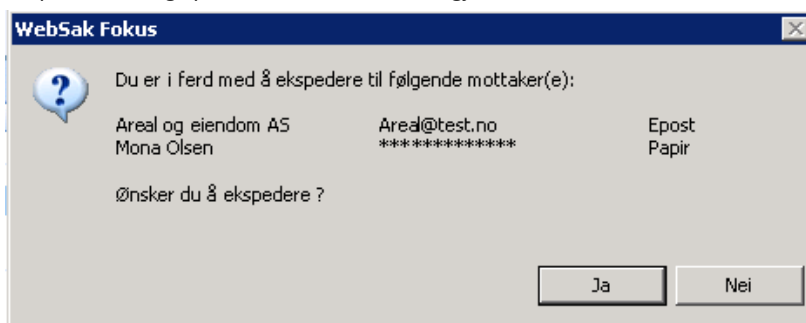 WebSak Fokus
Du er i ferd med å ekspedere til følgende mottaker(e):
Areal og eiendom AS Areal@test.no Epost
Mona Olsen ************* Papir
Ønsker du å ekspedere ?
Ja Nei